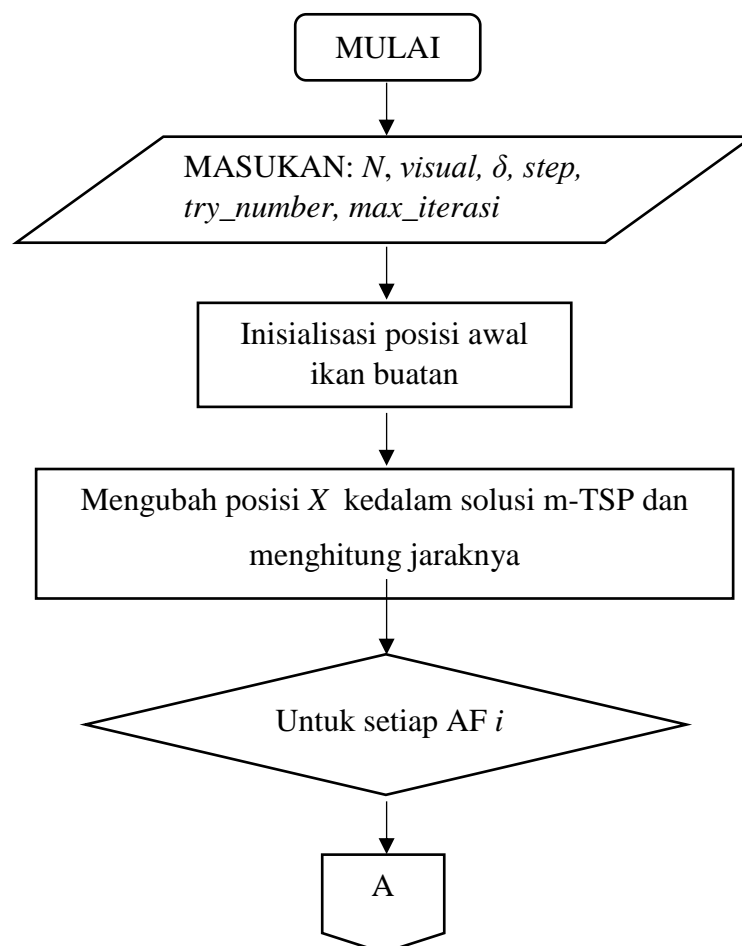 MULAI
MASUKAN: N, visual, δ, step,
try_number, max_iterasi
Inisialisasi posisi awal
ikan buatan
Mengubah posisi X kedalam solusi m-TSP dan
menghitung jaraknya
Untuk setiap AF i
A